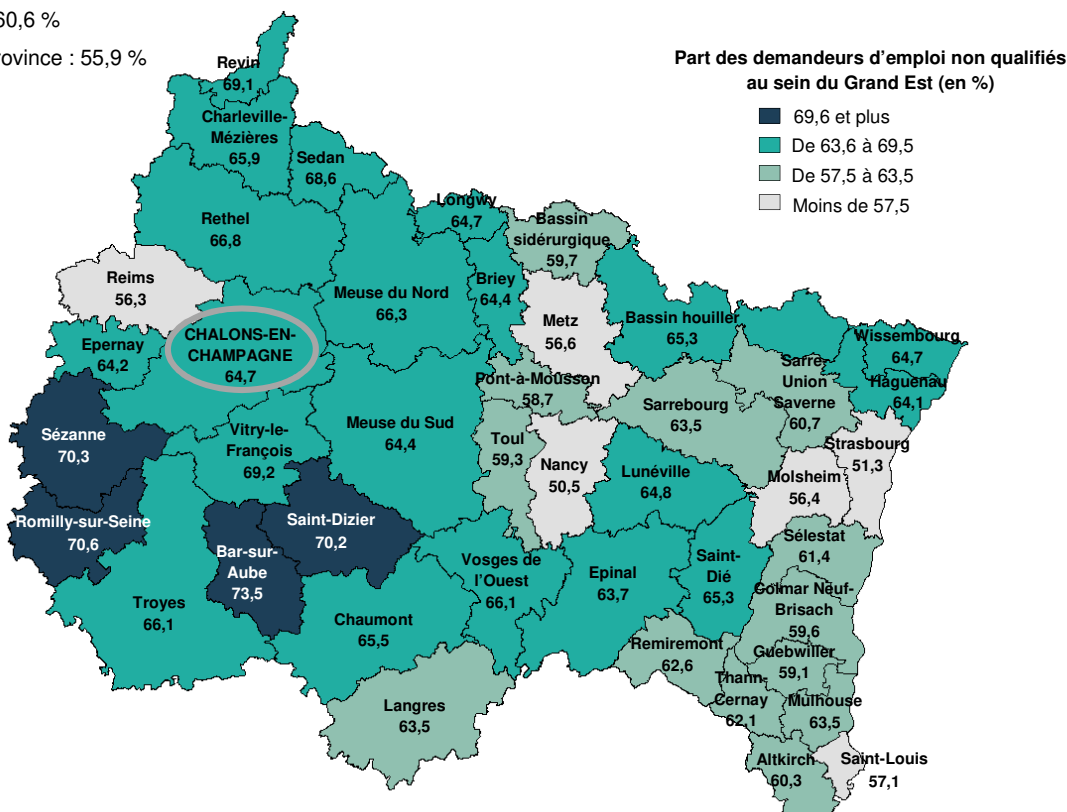 60,6 %
rovince : 55,9 %
Part des demandeurs d'emploi non qualifiés
au sein du Grand Est (en %)
69,6 et plus
De 63,6 à 69,5
De 57,5 à 63,5
Moins de 57,5
Revin
69,1
Charleville-
Mézières
65,9
Sedan
68,6
Rethel
66,8
Longwy
64,7
Bassin
sidérurgique
59,7
Reims
56,3
Meuse du Nord
66,3
Briey
64,4
Metz
56,6
Bassin houiller
65,3
Wissembourg
64,7
Haguenau
64,1
CHALONS-EN-
CHAMPAGNE
64,7
Epernay
64,2
Pont-à-Mousson
58,7
Sarrebourg
63,5
Sarre-
Union
Saverne
60,7
Strasbourg
51,3
Sézanne
70,3
Vitry-le-
François
69,2
Meuse du Sud
64,4
Toul
59,3
Nancy
50,5
Lunéville
64,8
Molsheim
56,4
Romilly-sur-Seine
70,6
Saint-Dizier
70,2
Bar-sur-
Aube
73,5
Vosges de
l'Ouest
66,1
Epinal
63,7
Saint-
Dié
65,3
Sélestat
61,4
Colmar Neuf-
Brisach
59,6
Troyes
66,1
Chaumont
65,5
Remiremont
62,6
Guebwiller
59,1
Thann-
Cernay
62,1
Mulhouse
63,5
Langres
63,5
Altkirch
60,3
Saint-Louis
57,1